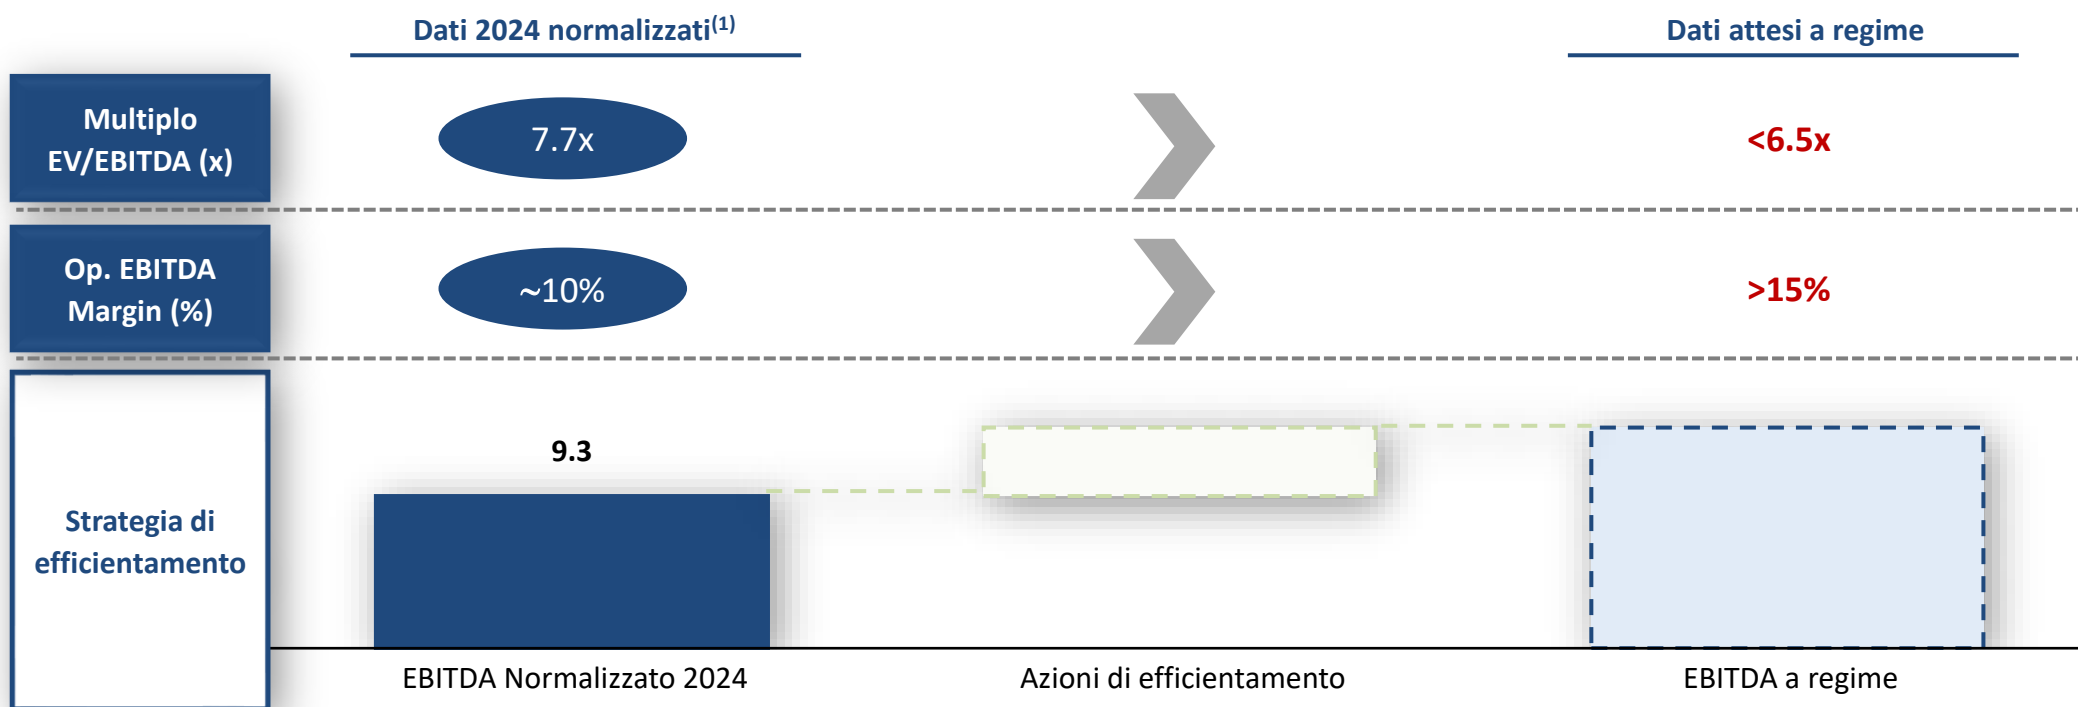 Dati 2024 normalizzati(1)
Dati attesi a regime
Multiplo
EV/EBITDA (x)
7.7x
<6.5x
Op. EBITDA
Margin (%)
~10%
>15%
Strategia di
efficientamento
9.3
EBITDA Normalizzato 2024
Azioni di efficientamento
EBITDA a regime